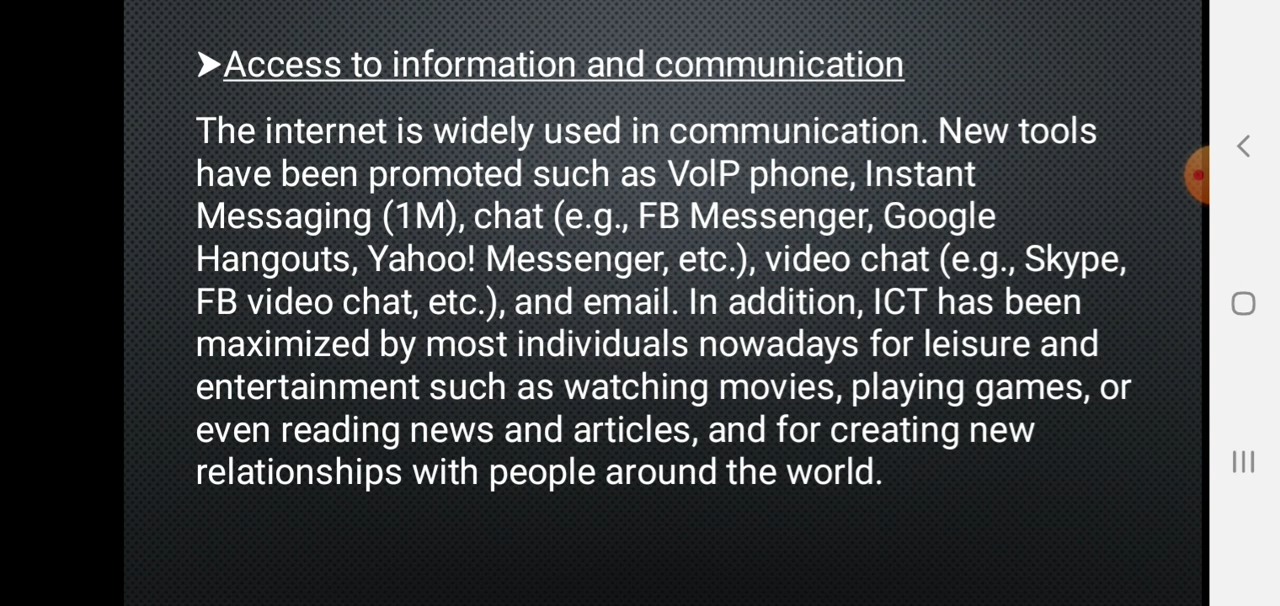 ➤Access to information and communication
The internet is widely used in communication. New tools
have been promoted such as VolP phone, Instant
Messaging (1M), chat (e.g., FB Messenger, Google
Hangouts, Yahoo! Messenger, etc.), video chat (e.g., Skype,
FB video chat, etc.), and email. In addition, ICT has been
maximized by most individuals nowadays for leisure and
entertainment such as watching movies, playing games, or
even reading news and articles, and for creating new
relationships with people around the world.